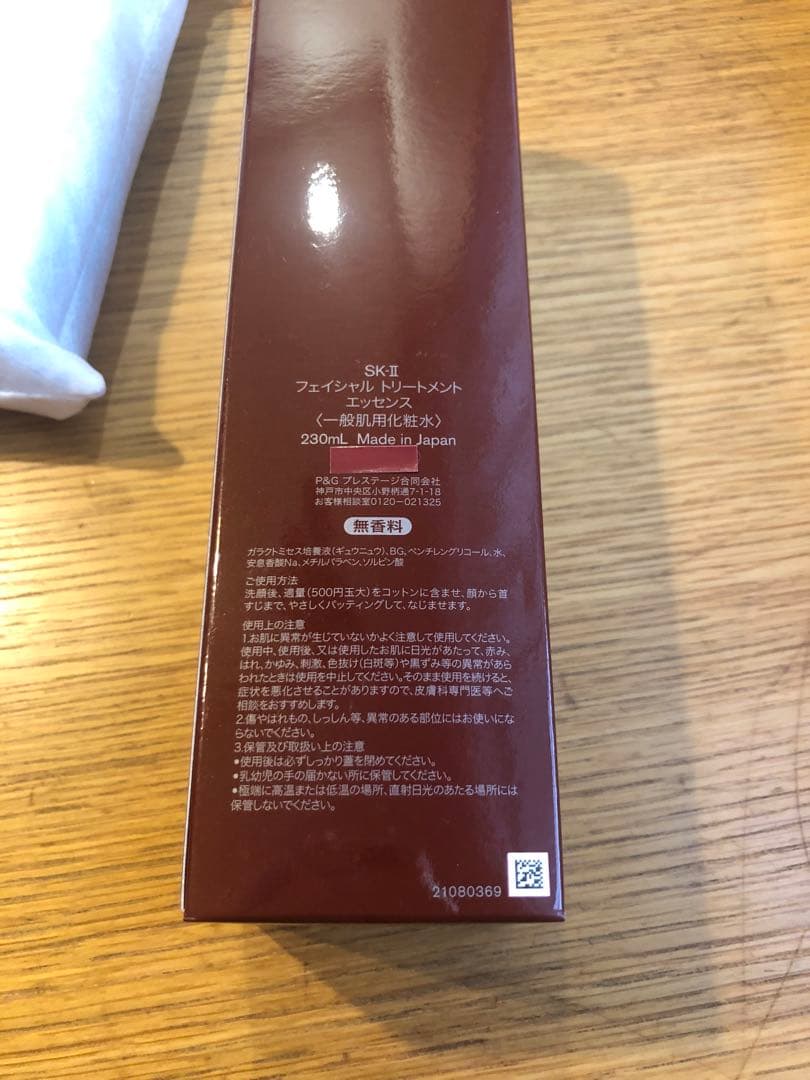 SK-II
フェイシャル トリートメント
エッセンス
〈一般肌用化粧水〉
230mL Made in Japan
P&G プレステージ合同会社
神戸市中央区小野柄通7-1-18
お客様相談室0120-021325
無香料
ガラクトミセス培養液(ギュウニュウ)、BG、ペンチレングリコール、水、
安息香酸Na、メチルパラベン、ソルビン酸
ご使用方法
洗顔後、適量(500円玉大)をコットンに含ませ、顔から首
すじまで、やさしくパッティングして、なじませます。
使用上の注意
1.お肌に異常が生じていないかよく注意して使用してください。
使用中、使用後、又は使用したお肌に日光があたって、赤み、
はれ、かゆみ、刺激、色抜け(白斑等)や黒ずみ等の異常があら
われたときは使用を中止してください。そのまま使用を続けると、
症状を悪化させることがありますので、皮膚科専門医等へご
相談をおすすめします。
2.傷やはれもの、しっしん等、異常のある部位にはお使いにな
らないでください。
3.保管及び取扱い上の注意
●使用後は必ずしっかり蓋を閉めてください。
●乳幼児の手の届かない所に保管してください。
●極端に高温または低温の場所、直射日光のあたる場所には
保管しないでください。
21080369